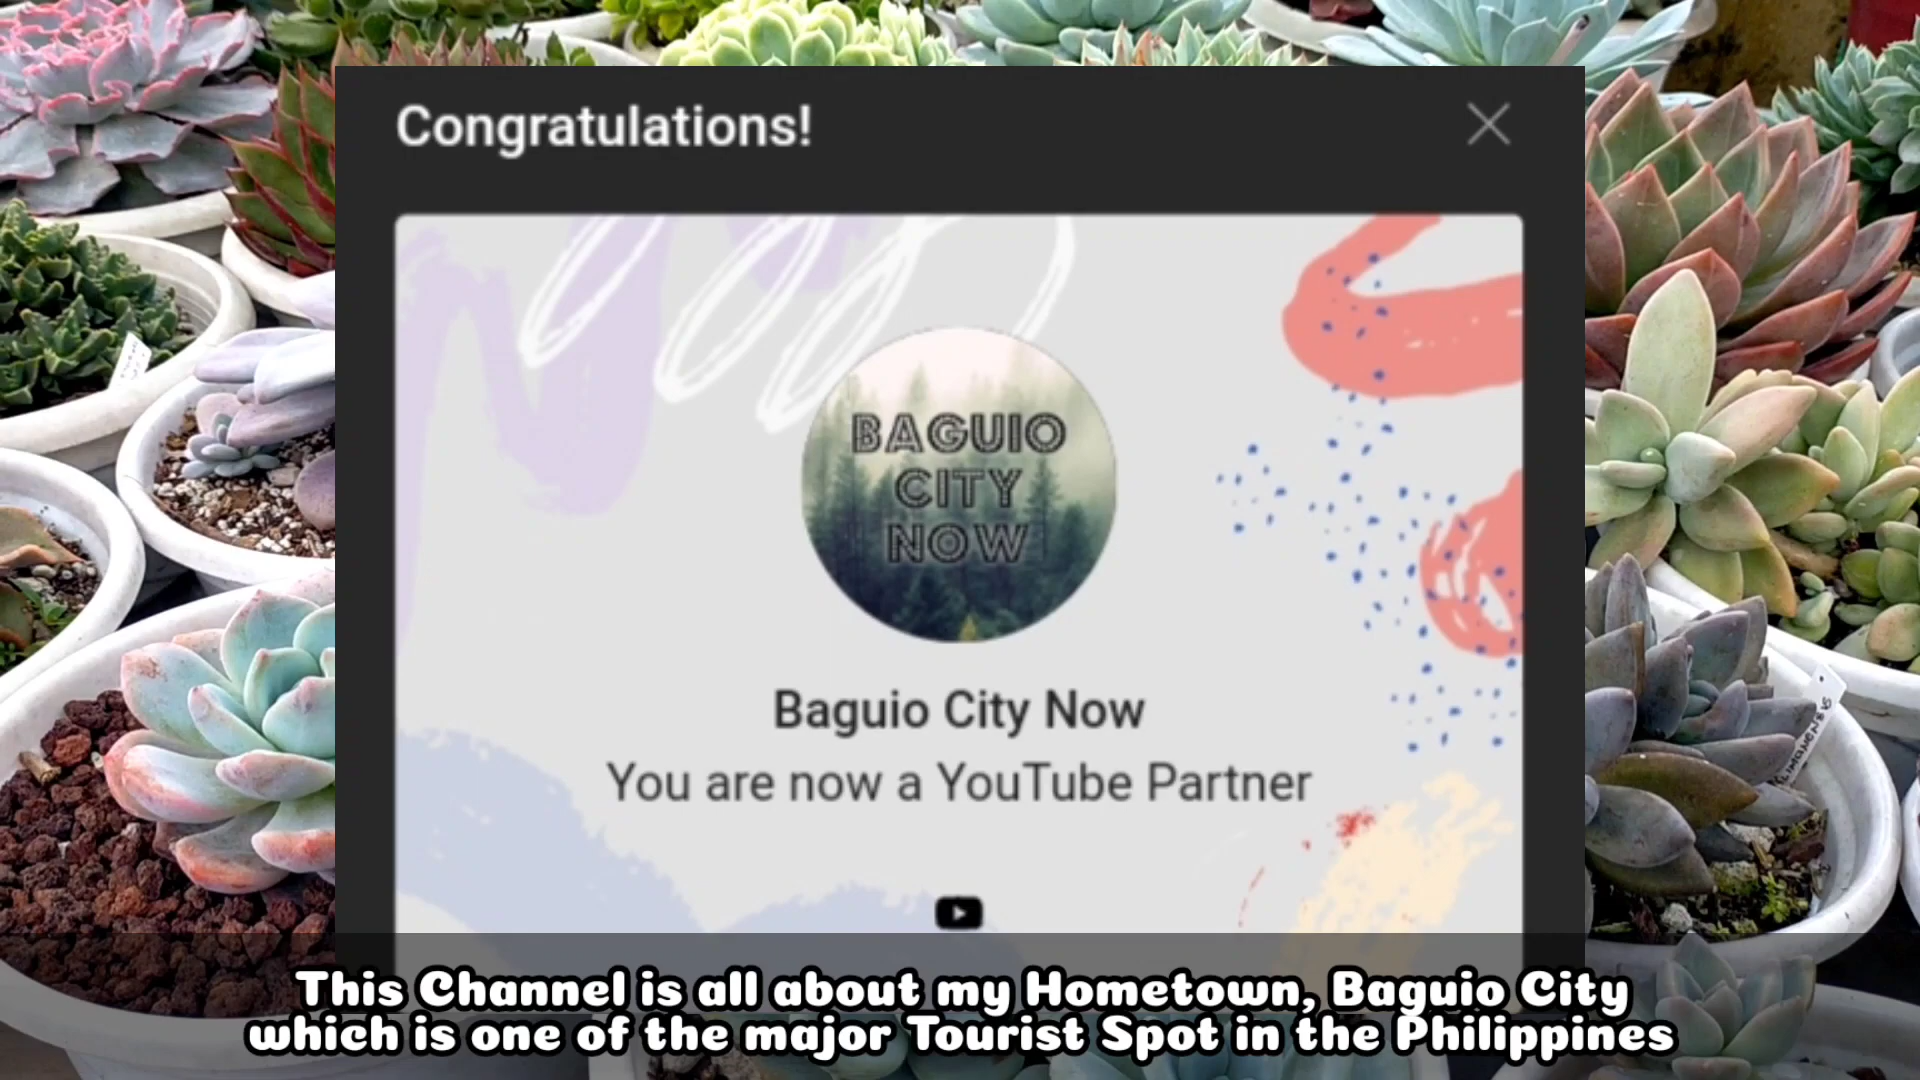 Congratulations!
BAGUIO
CITY
NOW
Baguio City Now
You are now a YouTube Partner
This Channel is all about my Hometown, Baguio City
which is one of the major Tourist Spot in the Philippines